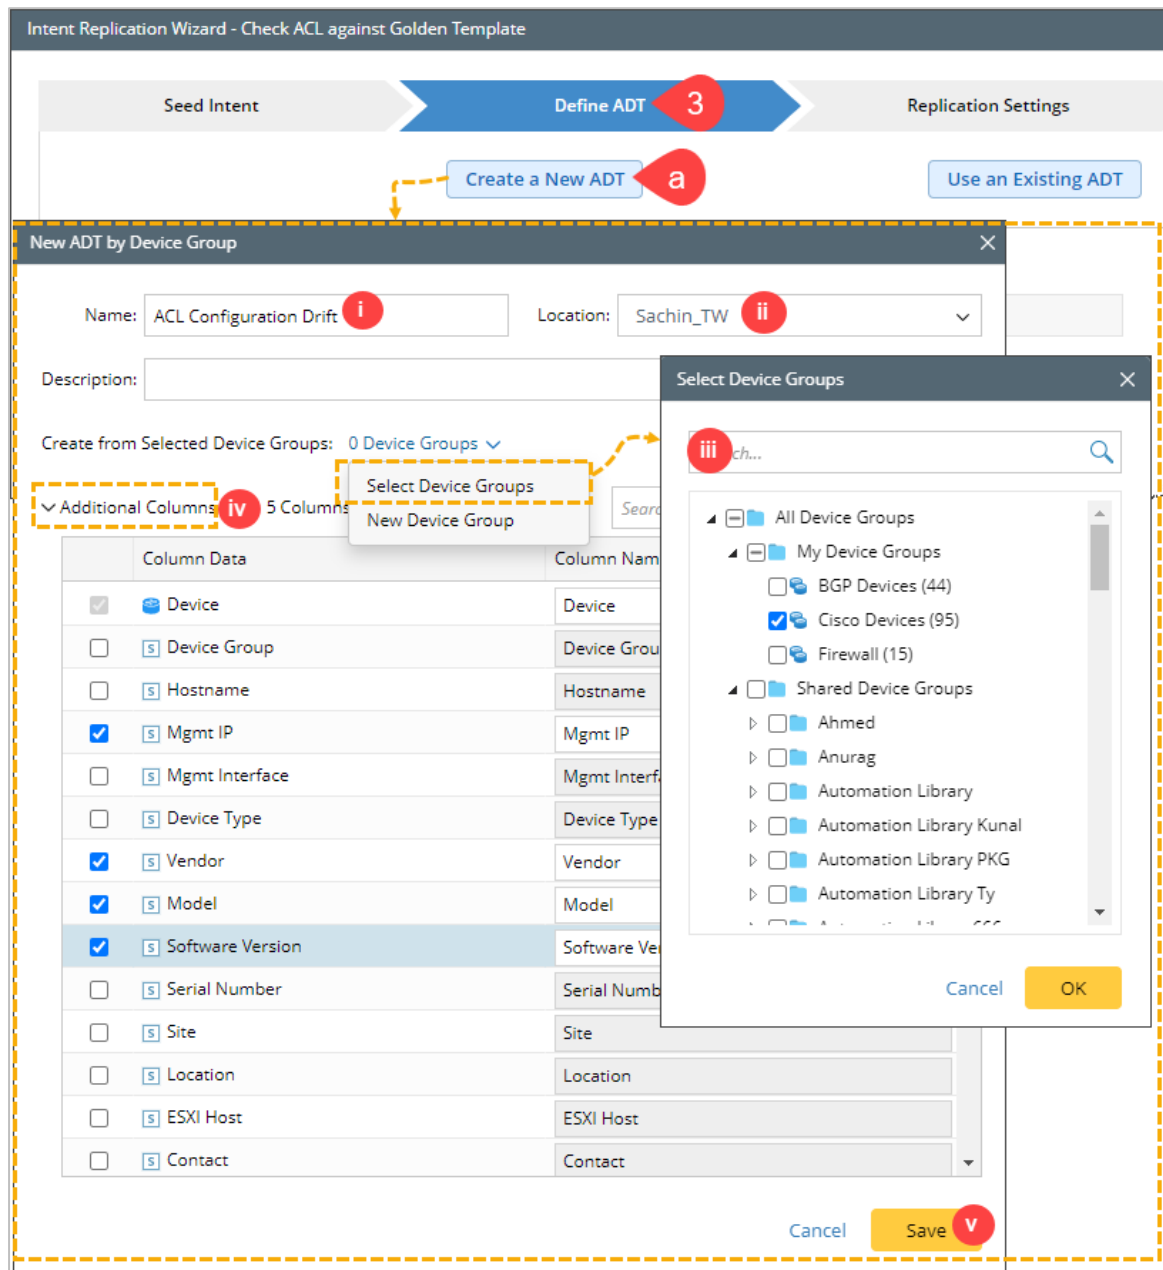 Intent Replication Wizard - Check ACL against Golden Template
Seed Intent
Define ADT
3
Replication Settings
Create a New ADT
a
Use an Existing ADT
New ADT by Device Group
Name:
ACL Configuration Drift
i
Location:
Sachin_TW
ii
Description:
Create from Selected Device Groups:
0 Device Groups
Select Device Groups
New Device Group
Additional Columns
iv
5 Columns
Column Data
Column Nam
Device
Device
Device Group
Device Grou
Hostname
Hostname
Mgmt IP
Mgmt IP
Mgmt Interface
Mgmt Interf
Device Type
Device Type
Vendor
Vendor
Model
Model
Software Version
Software Ve
Serial Number
Serial Numb
Site
Site
Location
Location
ESXI Host
ESXI Host
Contact
Contact
Cancel
Save
v
Select Device Groups
iii
ch...
All Device Groups
My Device Groups
BGP Devices (44)
Cisco Devices (95)
Firewall (15)
Shared Device Groups
Ahmed
Anurag
Automation Library
Automation Library Kunal
Automation Library PKG
Automation Library Ty
Cancel
OK